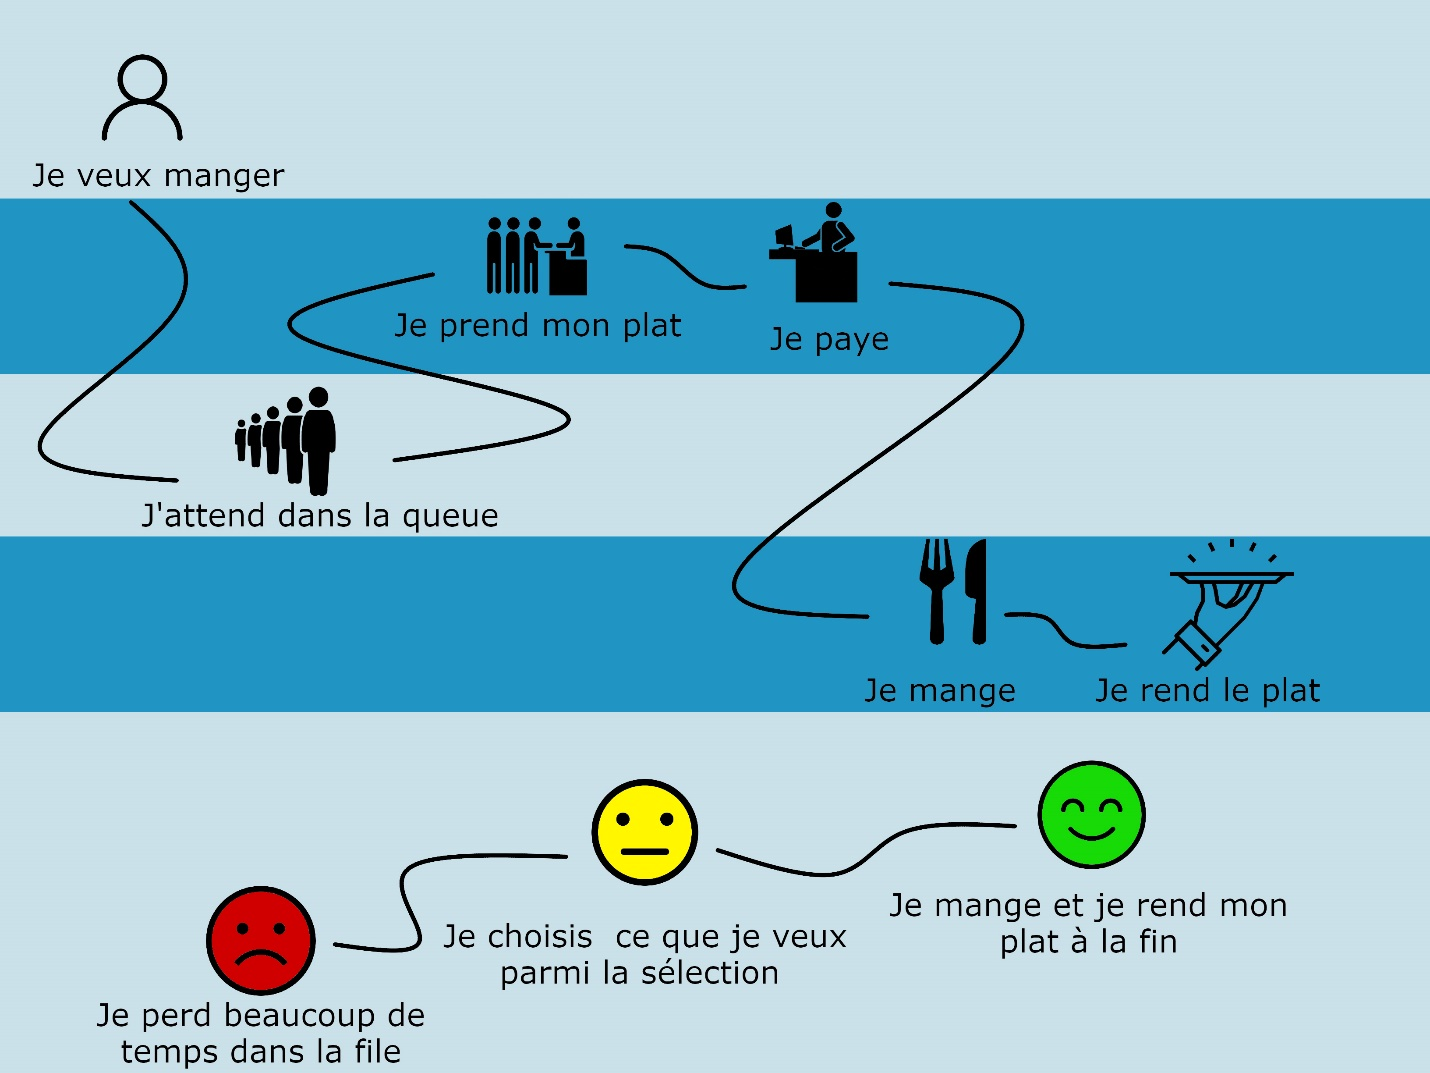 Je veux manger
Je prend mon plat
Je paye
J'attend dans la queue
Je mange
Je rend le plat
Je choisis  ce que je veux
parmi la sélection
Je mange et je rend mon
plat à la fin
Je perd beaucoup de
temps dans la file